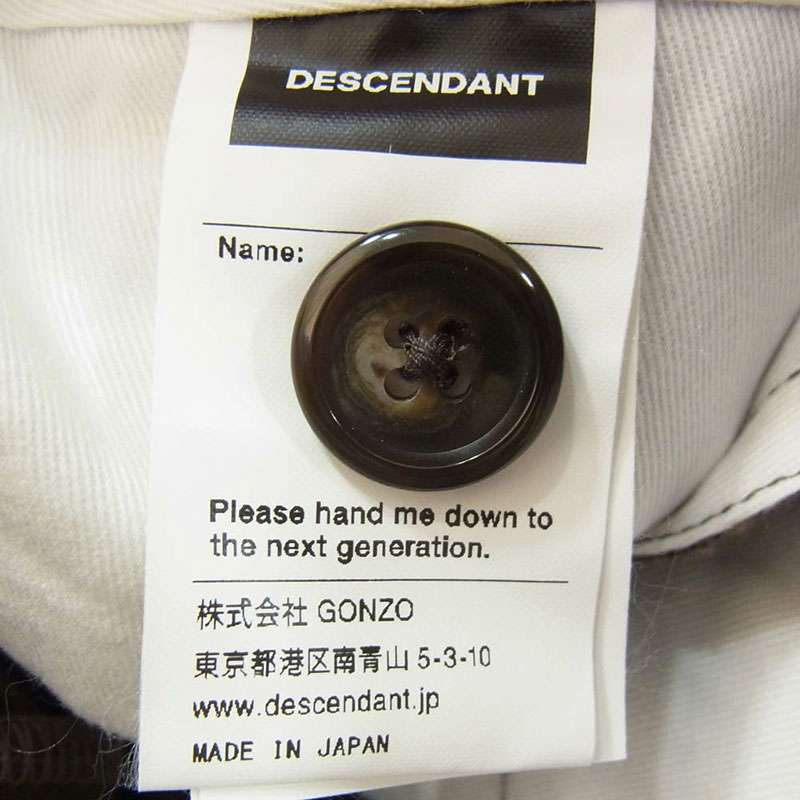 DESCENDANT
Name:
Please hand me down to
the next generation.
株式会社 GONZO
東京都港区南青山 5-3-10
www.descendant.jp
MADE IN JAPAN